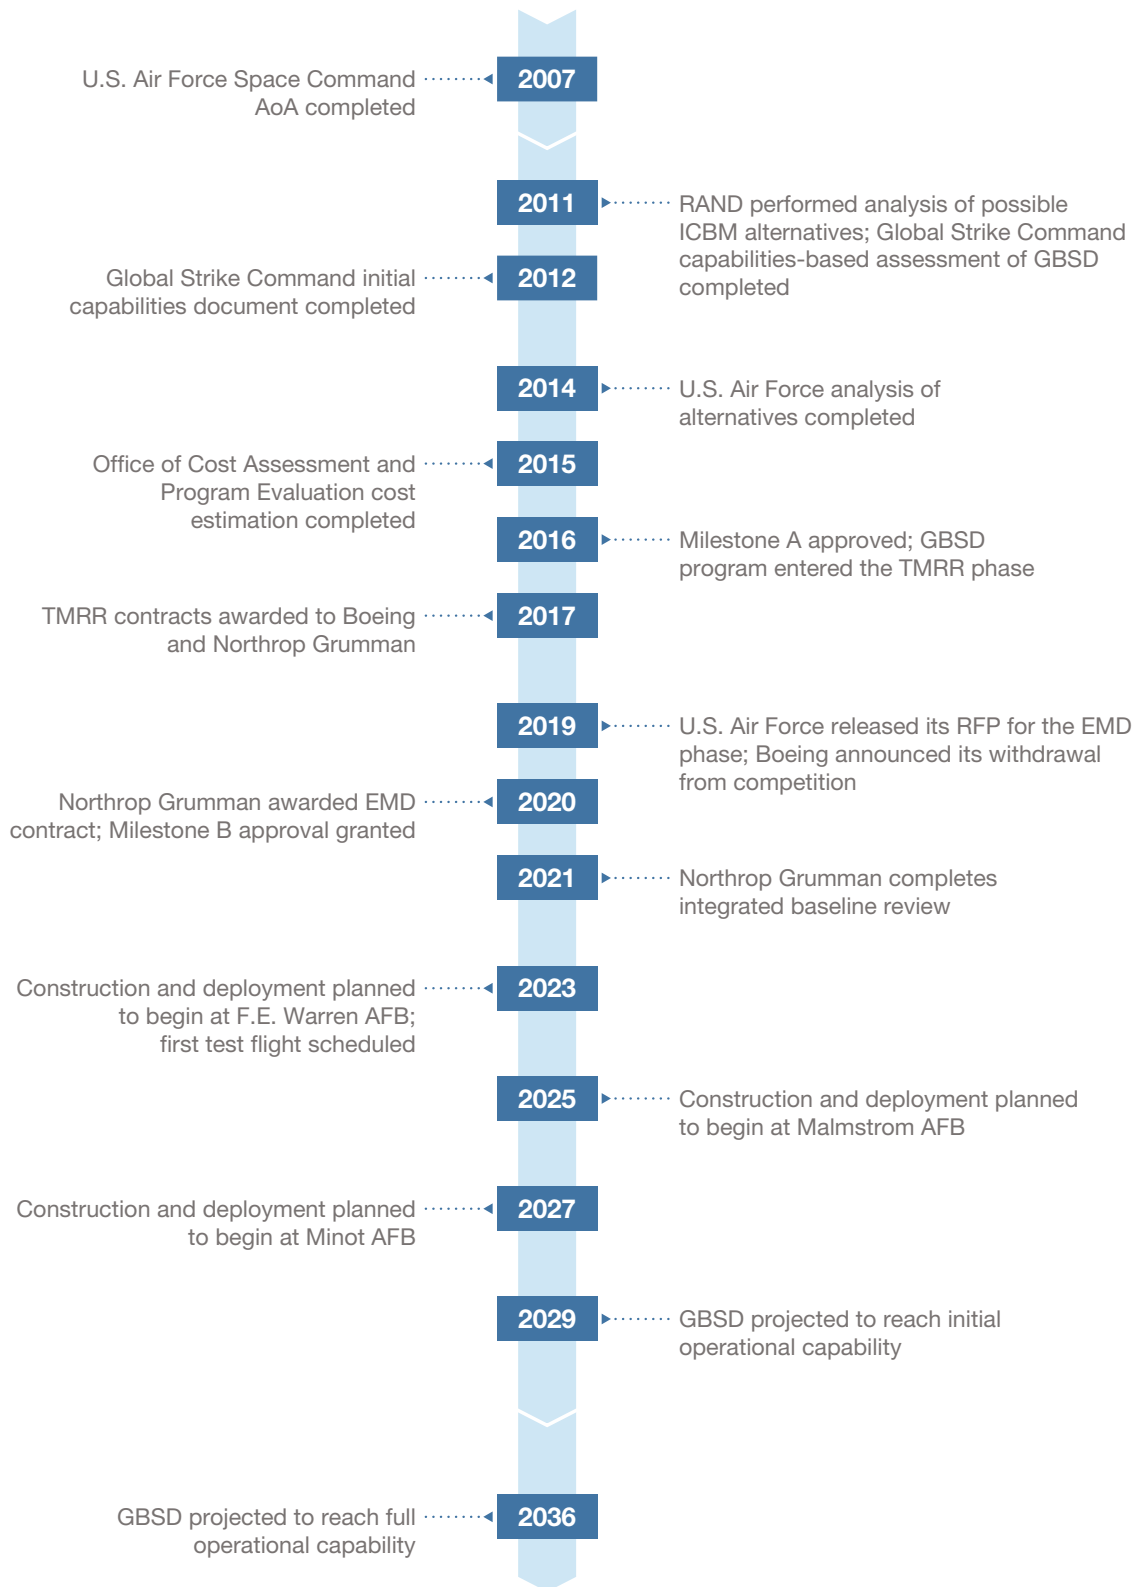 2007
U.S. Air Force Space Command
AoA completed
2011
RAND performed analysis of possible
ICBM alternatives; Global Strike Command
capabilities-based assessment of GBSD
completed
2012
Global Strike Command initial
capabilities document completed
2014
U.S. Air Force analysis of
alternatives completed
2015
Office of Cost Assessment and
Program Evaluation cost
estimation completed
2016
Milestone A approved; GBSD
program entered the TMRR phase
2017
TMRR contracts awarded to Boeing
and Northrop Grumman
2019
U.S. Air Force released its RFP for the EMD
phase; Boeing announced its withdrawal
from competition
2020
Northrop Grumman awarded EMD
contract; Milestone B approval granted
2021
Northrop Grumman completes
integrated baseline review
2023
Construction and deployment planned
to begin at F.E. Warren AFB;
first test flight scheduled
2025
Construction and deployment planned
to begin at Malmstrom AFB
2027
Construction and deployment planned
to begin at Minot AFB
2029
GBSD projected to reach initial
operational capability
2036
GBSD projected to reach full
operational capability